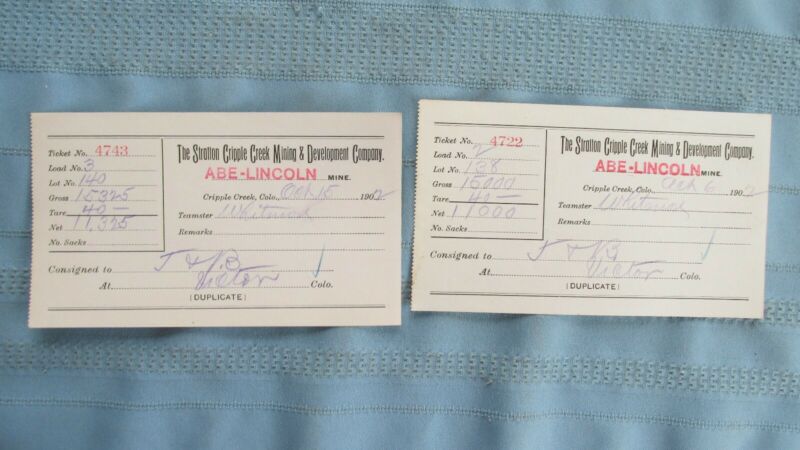 Ticket No. 4743
Load No. 3
Lot No. 140
Gross 15325
Tare 40—
Net 11,325
No. Sacks
The Stratton Cripple Creek Mining & Development Company.
ABE-LINCOLN MINE.
Cripple Creek, Colo., Oct 15 1902
Teamster
Remarks
Consigned to
At Victor Colo.
(DUPLICATE)
Ticket No. 4722
Load No. 2
Lot No. 138
Gross 15000
Tare 40—
Net 11000
No. Sacks
The Stratton Cripple Creek Mining & Development Company.
ABE-LINCOLN MINE.
Cripple Creek, Colo., Oct 6 1902
Teamster
Remarks
Consigned to
At Victor Colo.
(DUPLICATE)